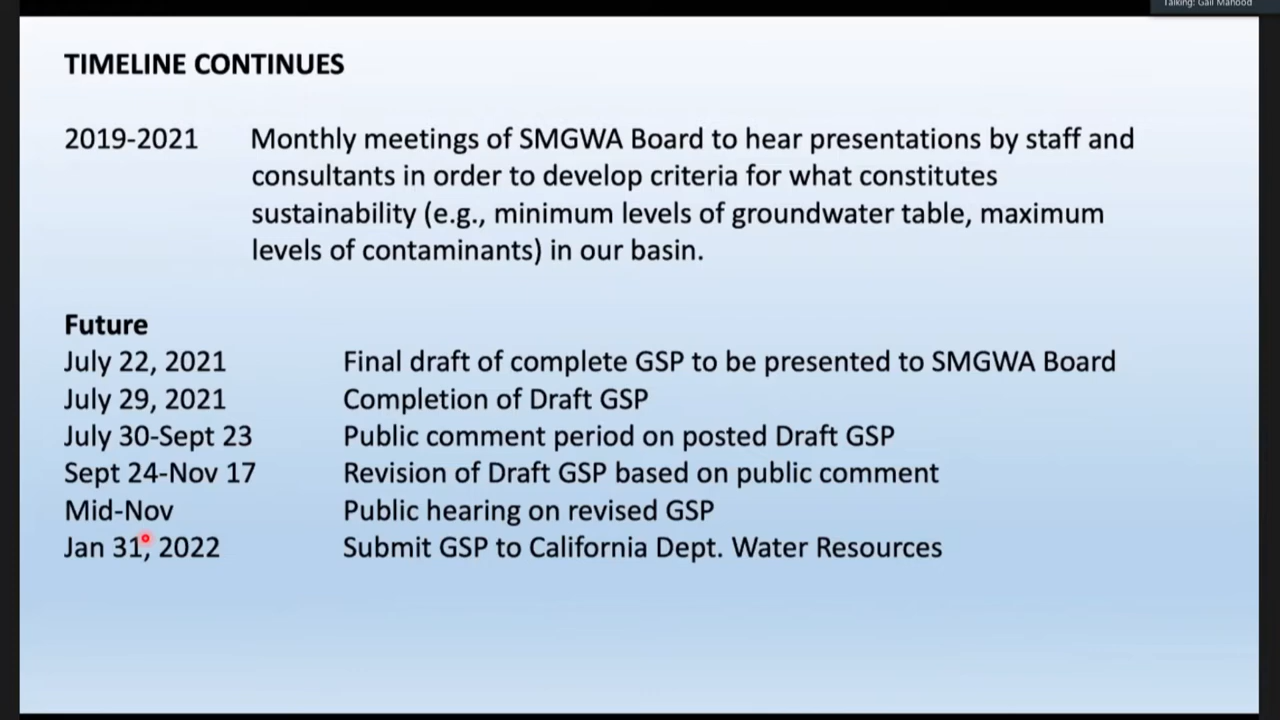 Talking: Gail Mahood
TIMELINE CONTINUES
2019-2021 Monthly meetings of SMGWA Board to hear presentations by staff and
consultants in order to develop criteria for what constitutes
sustainability (e.g., minimum levels of groundwater table, maximum
levels of contaminants) in our basin.
Future
July 22, 2021 Final draft of complete GSP to be presented to SMGWA Board
July 29, 2021 Completion of Draft GSP
July 30-Sept 23 Public comment period on posted Draft GSP
Sept 24-Nov 17 Revision of Draft GSP based on public comment
Mid-Nov Public hearing on revised GSP
Jan 31, 2022 Submit GSP to California Dept. Water Resources